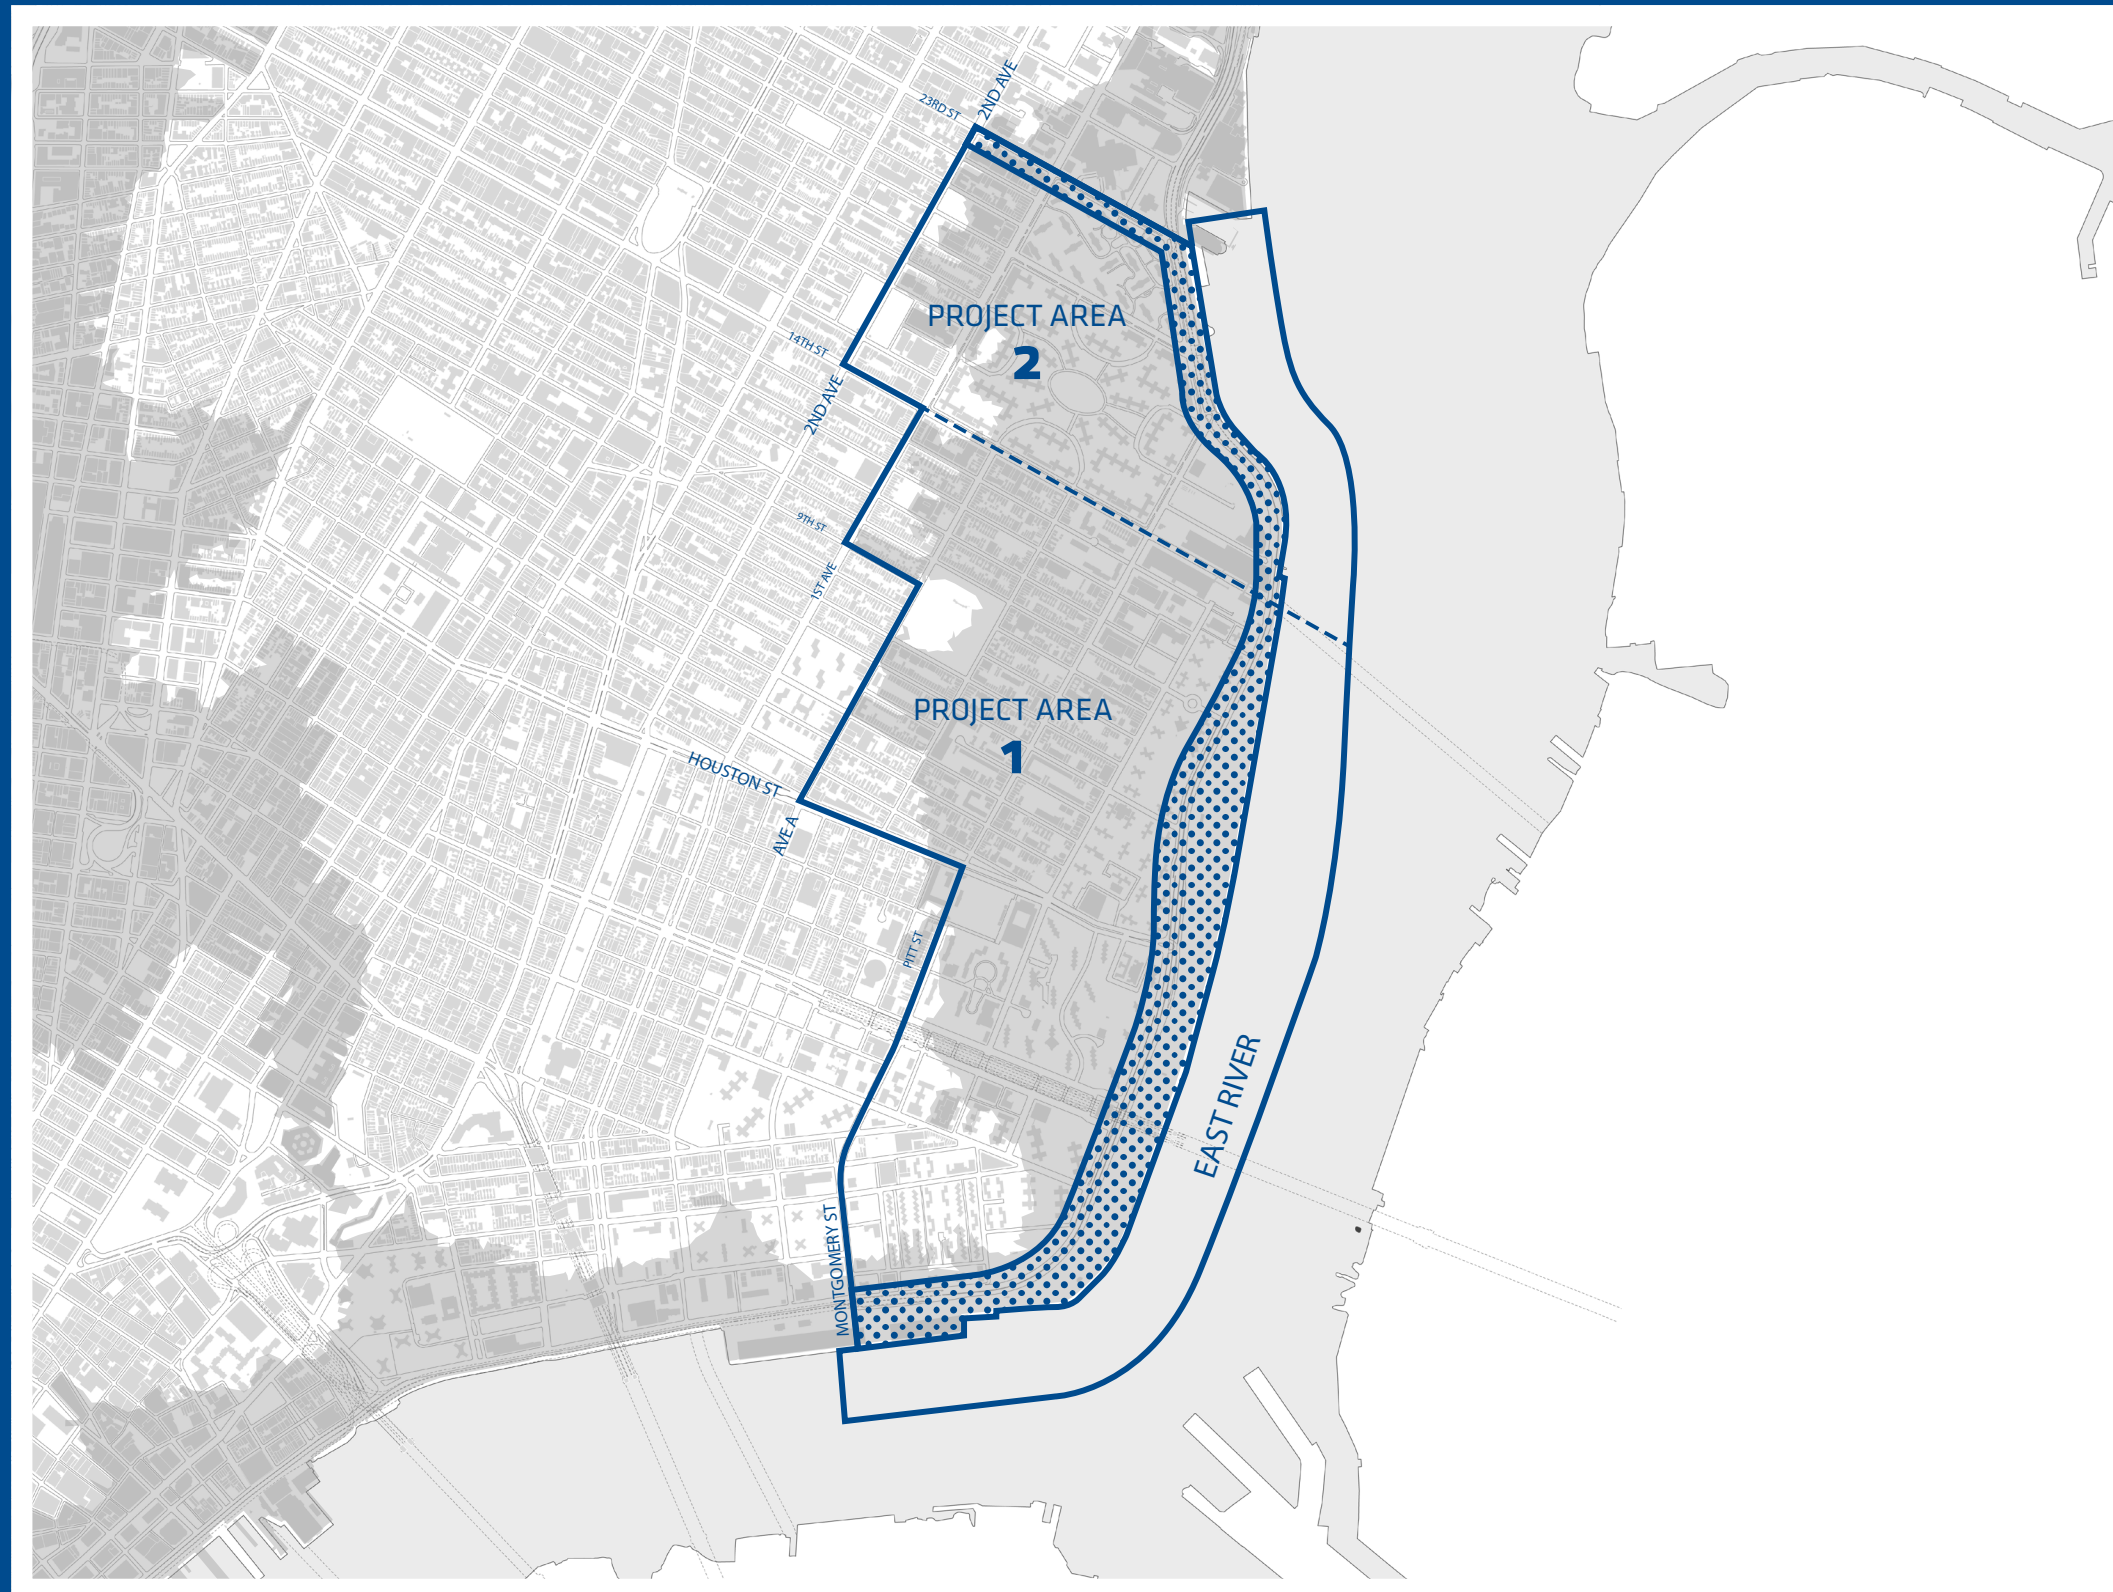 2ND AVE
23RD ST
PROJECT AREA
2
14TH ST
2ND AVE
9TH ST
1ST AVE
PROJECT AREA
1
HOUSTON ST
AVE A
PITT ST
EAST RIVER
MONTGOMERY ST